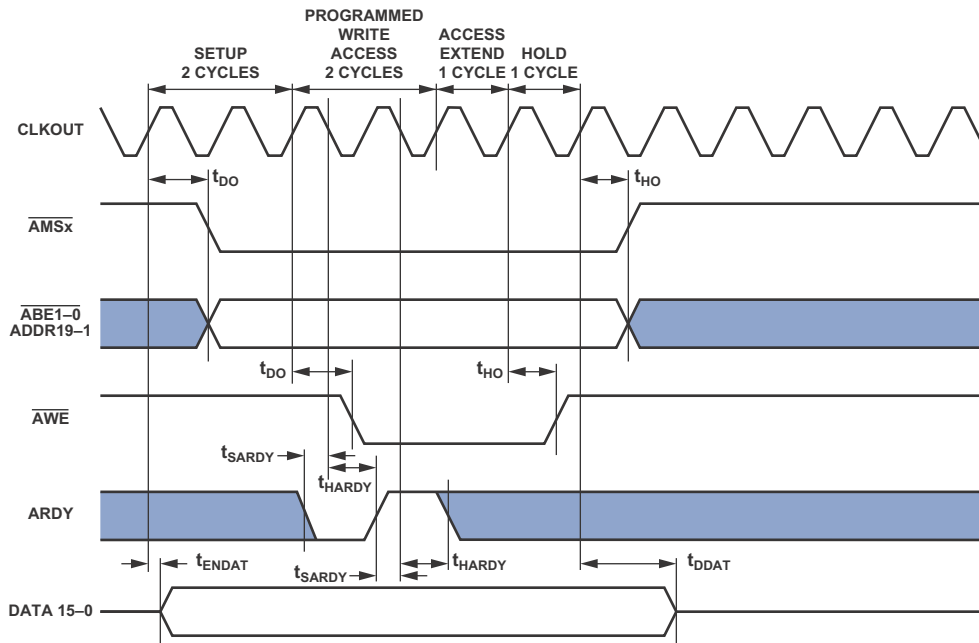 PROGRAMMED
WRITE
ACCESS
2 CYCLES
SETUP
2 CYCLES
ACCESS
EXTEND
1 CYCLE
HOLD
1 CYCLE
CLKOUT
tDO
tHO
AMSx
ABE1–0
ADDR19–1
tDO
tHO
AWE
tSARDY
tHARDY
ARDY
tENDAT
tSARDY
tHARDY
tDDAT
DATA 15–0